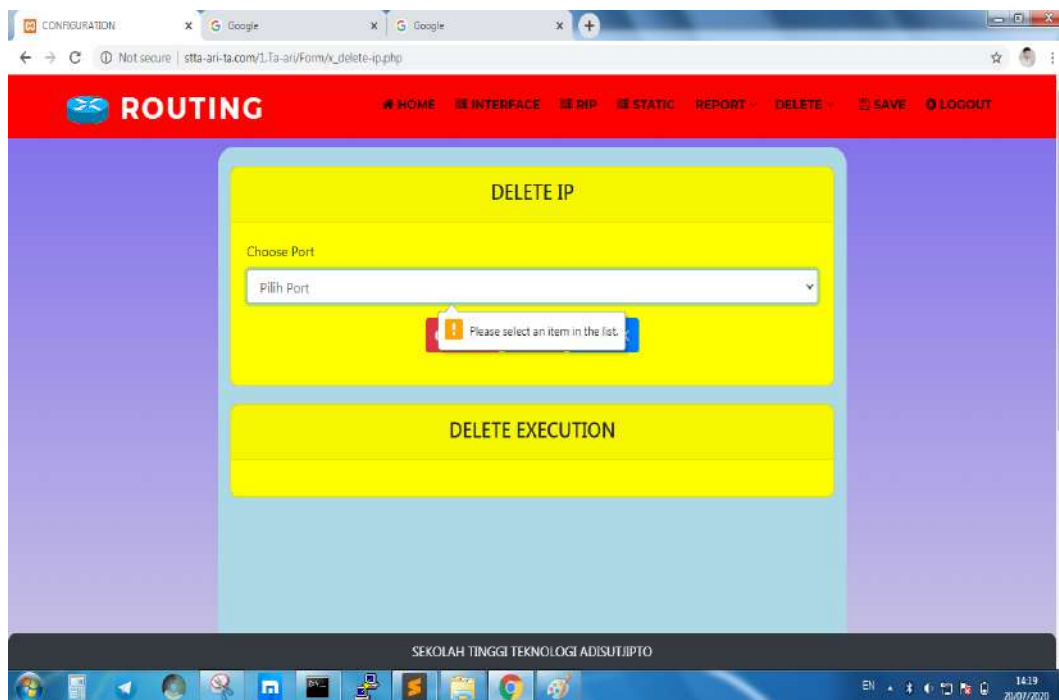 CONFIGURATION
Google
Google
Not secure | stta-ari-ta.com/1.Ta-ari/Form/x_delete-ip.php
ROUTING
HOME
INTERFACE
RIP
STATIC
REPORT
DELETE
SAVE
LOGOUT
DELETE IP
Choose Port
Pilih Port
Please select an item in the list.
DELETE EXECUTION
SEKOLAH TINGGI TEKNOLOGI ADISUTJIPTO
EN
14:19
20/07/2020